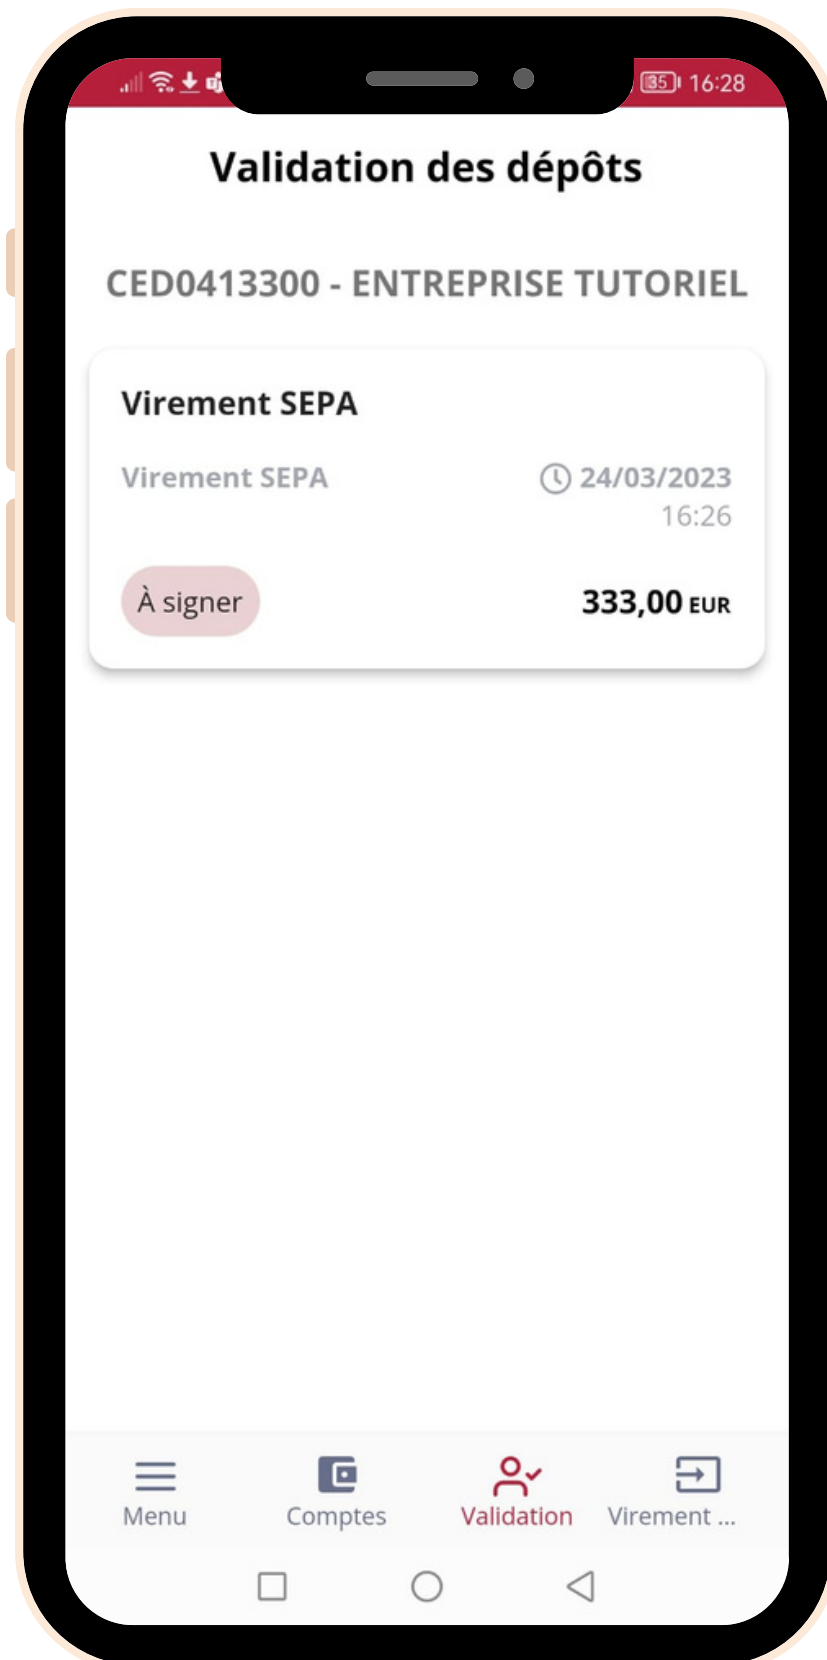 85 16:28
Validation des dépôts
CED0413300 - ENTREPRISE TUTORIEL
Virement SEPA
Virement SEPA 24/03/2023
16:26
À signer 333,00 EUR
Menu Comptes Validation Virement ...